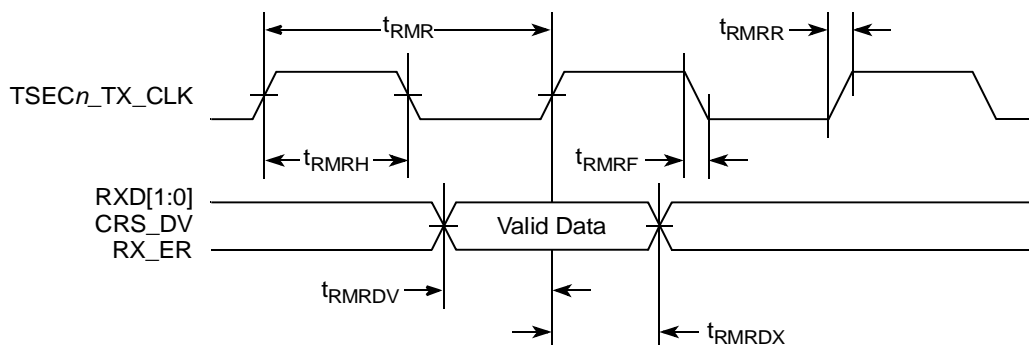 tRMR
tRMRR
TSECn_TX_CLK
tRMRH
tRMRF
RXD[1:0]
CRS_DV
RX_ER
Valid Data
tRMRDV
tRMRDX